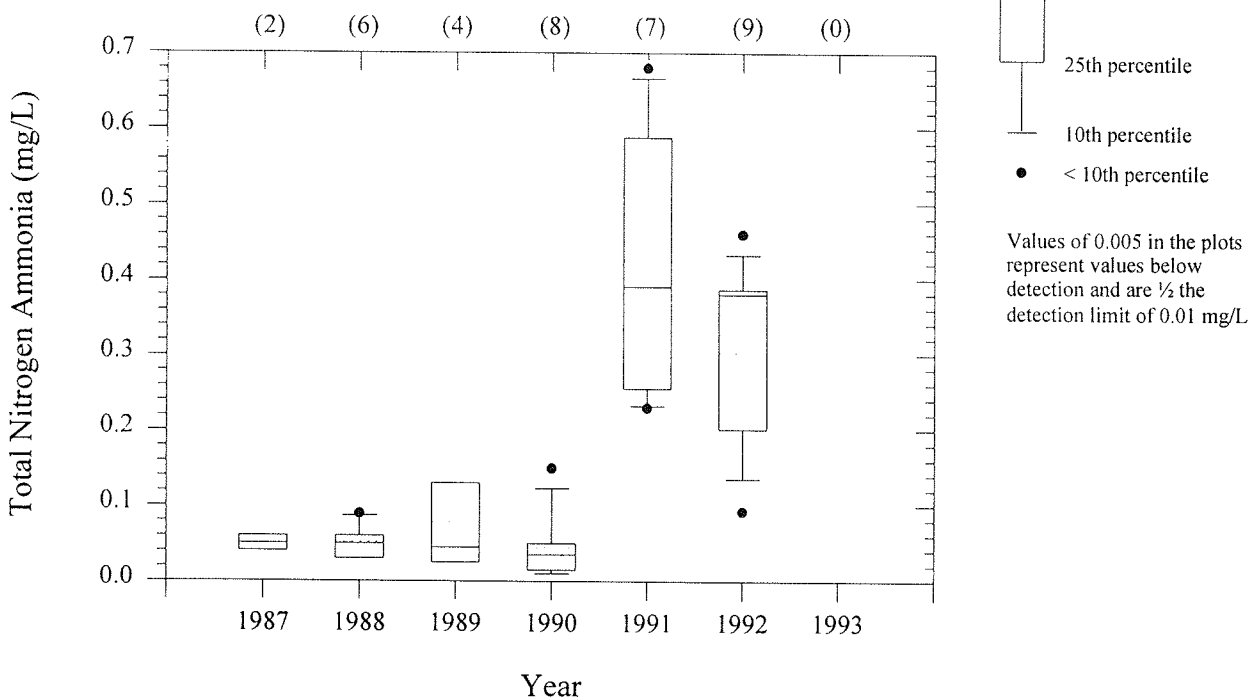 (2) (6) (4) (8) (7) (9) (0)
Total Nitrogen Ammonia (mg/L)
0.7
0.6
0.5
0.4
0.3
0.2
0.1
0.0
1987 1988 1989 1990 1991 1992 1993
Year
25th percentile
10th percentile
< 10th percentile
Values of 0.005 in the plots
represent values below
detection and are ½ the
detection limit of 0.01 mg/L